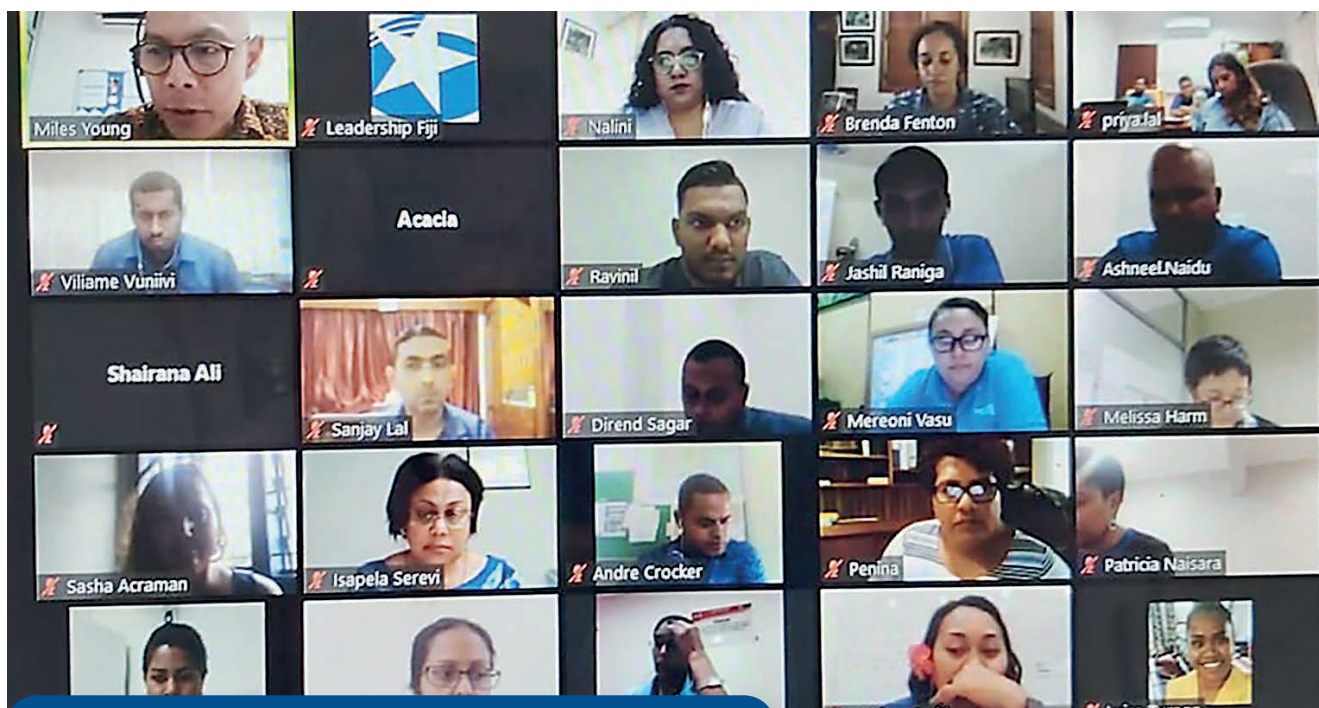 Miles Young
Leadership Fiji
Nalini
Brenda Fenton
priya.lal
Viliame Vuniivi
Acacia
Ravinil
Jashil Raniga
Ashneel.Naidu
Shairana Ali
Sanjay Lal
Dirend Sagar
Mereoni Vasu
Melissa Harm
Sasha Acraman
Isapela Serevi
Andre Crocker
Penina
Patricia Naisara